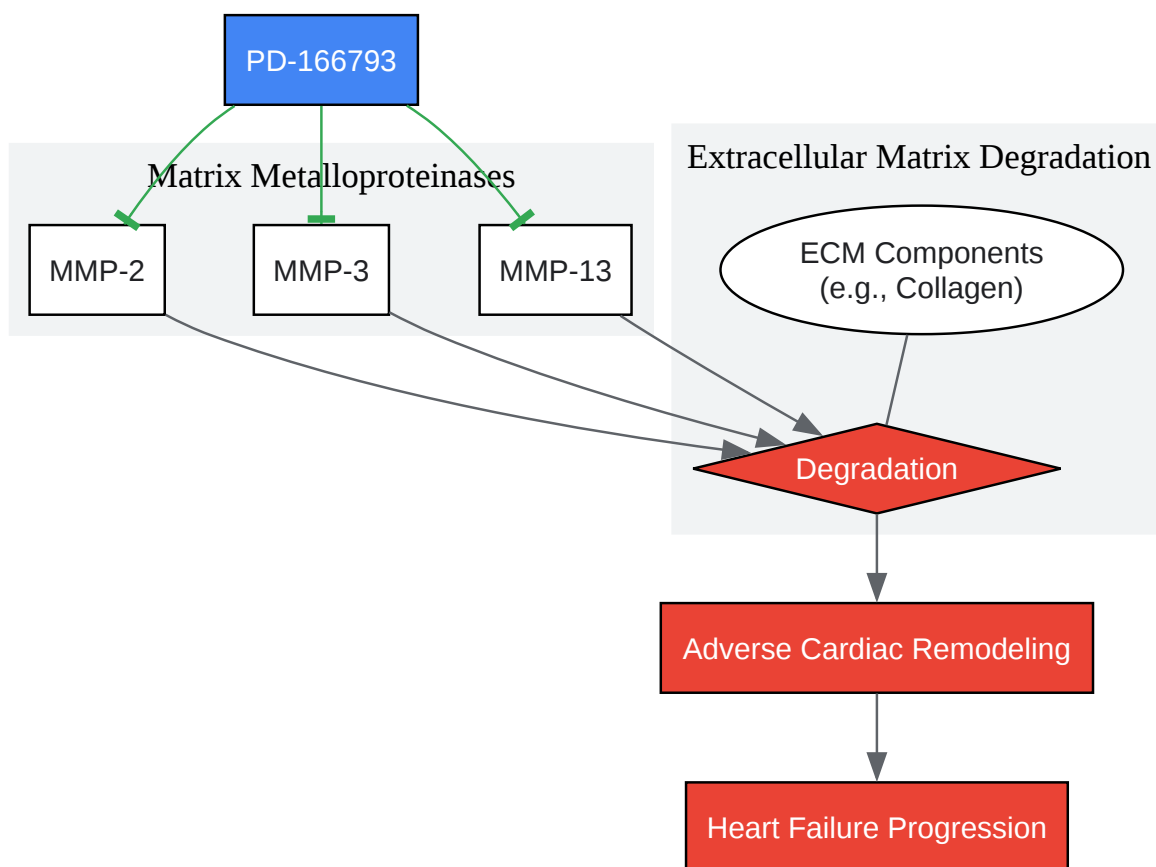 PD-166793
Matrix Metalloproteinases
Extracellular Matrix Degradation
MMP-2
MMP-3
MMP-13
ECM Components
(e.g., Collagen)
Degradation
Adverse Cardiac Remodeling
Heart Failure Progression